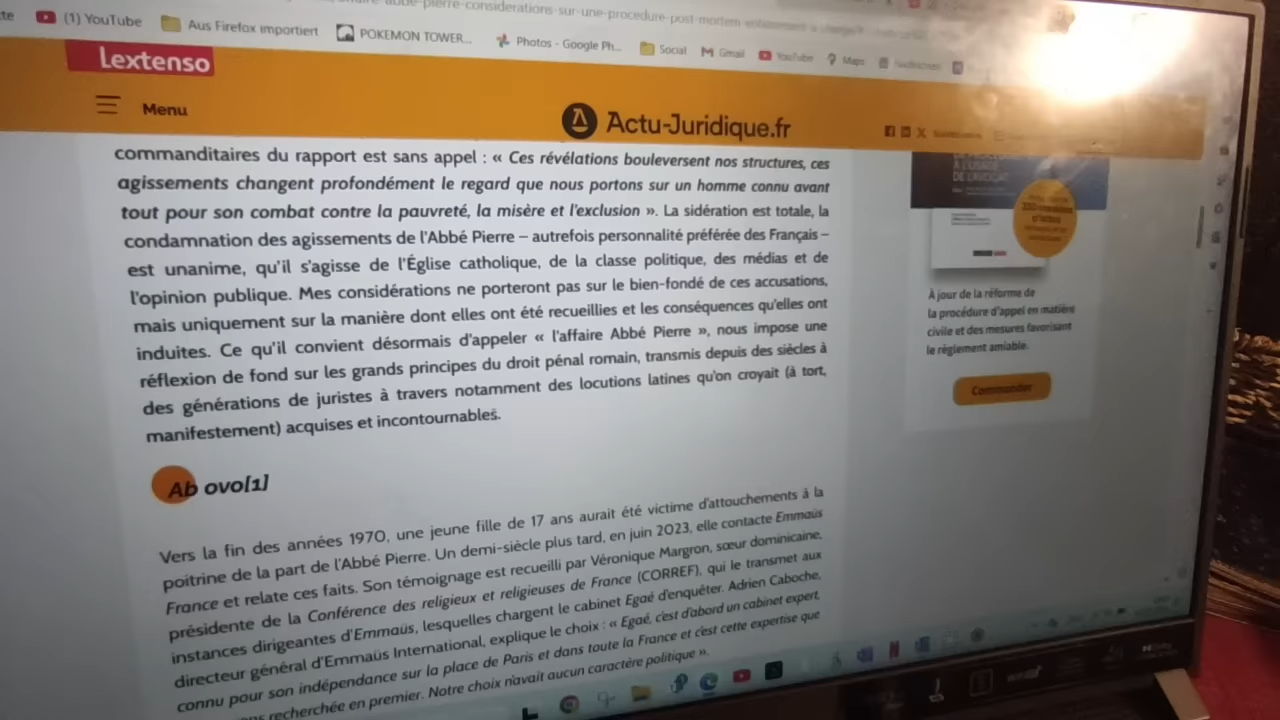 abbe-pierre-considerations-sur-une-procedure-post-mortem
(1) YouTube
Aus Firefox importiert
POKEMON TOWER...
Photos - Google Ph...
Social
Gmail
YouTube
Maps
Lextenso
Menu
Actu-Juridique.fr
commanditaires du rapport est sans appel : « Ces révélations bouleversent nos structures, ces
agissements changent profondément le regard que nous portons sur un homme connu avant
tout pour son combat contre la pauvreté, la misère et l'exclusion ». La sidération est totale, la
condamnation des agissements de l'Abbé Pierre – autrefois personnalité préférée des Français –
est unanime, qu'il s'agisse de l'Église catholique, de la classe politique, des médias et de
l'opinion publique. Mes considérations ne porteront pas sur le bien-fondé de ces accusations,
mais uniquement sur la manière dont elles ont été recueillies et les conséquences qu'elles ont
induites. Ce qu'il convient désormais d'appeler « l'affaire Abbé Pierre », nous impose une
réflexion de fond sur les grands principes du droit pénal romain, transmis depuis des siècles à
des générations de juristes à travers notamment des locutions latines qu'on croyait (à tort,
manifestement) acquises et incontournables.
Ab ovo[1]
Vers la fin des années 1970, une jeune fille de 17 ans aurait été victime d'attouchements à la
poitrine de la part de l'Abbé Pierre. Un demi-siècle plus tard, en juin 2023, elle contacte Emmaüs
France et relate ces faits. Son témoignage est recueilli par Véronique Margron, sœur dominicaine,
présidente de la Conférence des religieux et religieuses de France (CORREF), qui le transmet aux
instances dirigeantes d'Emmaüs, lesquelles chargent le cabinet Egaé d'enquêter. Adrien Caboche,
directeur général d'Emmaüs International, explique le choix : « Egaé, c'est d'abord un cabinet expert,
connu pour son indépendance sur la place de Paris et dans toute la France et c'est cette expertise que
recherchée en premier. Notre choix n'avait aucun caractère politique ».
DE L'AVOCAT
À jour de la réforme de
la procédure d'appel en matière
civile et des mesures favorisant
le règlement amiable.
Commander